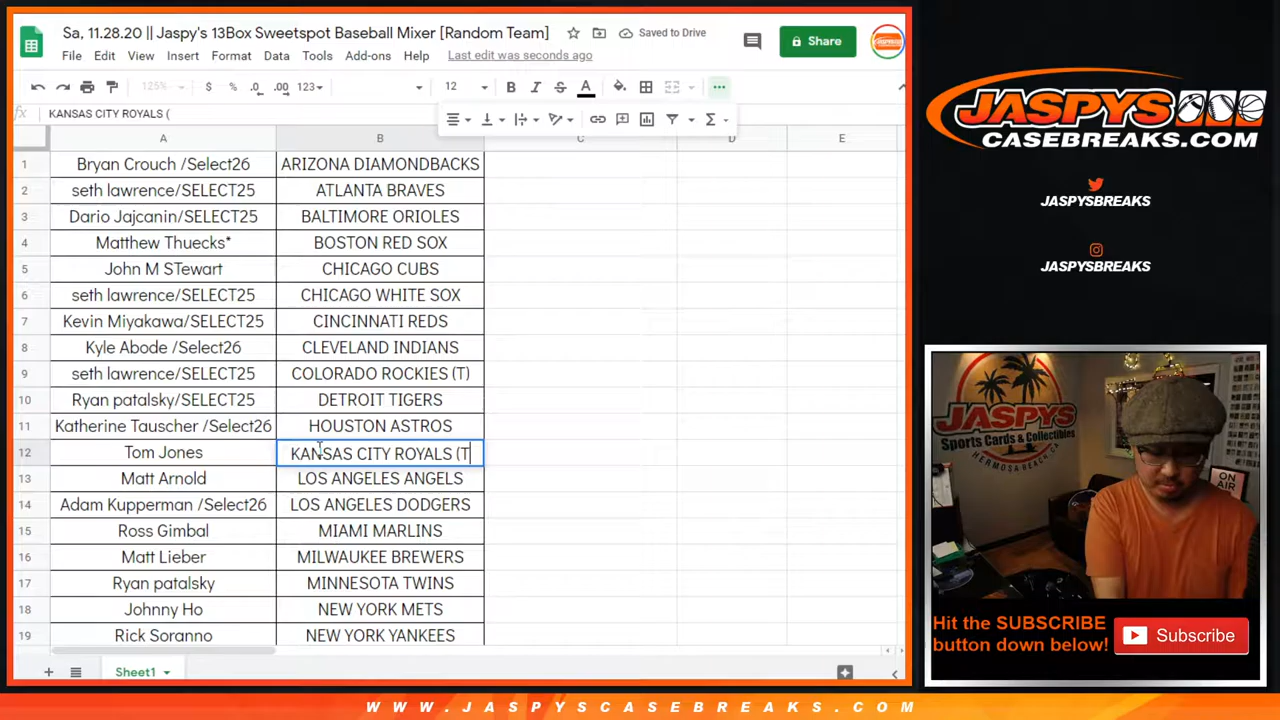 Sa, 11.28.20 || Jaspy's 13Box Sweetspot Baseball Mixer [Random Team]
Saved to Drive
Share
File Edit View Insert Format Data Tools Add-ons Help Last edit was seconds ago
125% $ % .0 .00 123 12 B I S A
fx KANSAS CITY ROYALS (
A B C D E
1 Bryan Crouch /Select26 ARIZONA DIAMONDBACKS
2 seth lawrence/SELECT25 ATLANTA BRAVES
3 Dario Jajcanin/SELECT25 BALTIMORE ORIOLES
4 Matthew Thuecks* BOSTON RED SOX
5 John M STewart CHICAGO CUBS
6 seth lawrence/SELECT25 CHICAGO WHITE SOX
7 Kevin Miyakawa/SELECT25 CINCINNATI REDS
8 Kyle Abode /Select26 CLEVELAND INDIANS
9 seth lawrence/SELECT25 COLORADO ROCKIES (T)
10 Ryan patalsky/SELECT25 DETROIT TIGERS
11 Katherine Tauscher /Select26 HOUSTON ASTROS
12 Tom Jones KANSAS CITY ROYALS (T
13 Matt Arnold LOS ANGELES ANGELS
14 Adam Kupperman /Select26 LOS ANGELES DODGERS
15 Ross Gimbal MIAMI MARLINS
16 Matt Lieber MILWAUKEE BREWERS
17 Ryan patalsky MINNESOTA TWINS
18 Johnny Ho NEW YORK METS
19 Rick Soranno NEW YORK YANKEES
Sheet1
JASPYS
CASEBREAKS.COM
JASPYSBREAKS
JASPYSBREAKS
JASPYS
Sports Cards & Collectibles
HERMOSA BEACH, CA
ON AIR
Hit the SUBSCRIBE
button down below!
Subscribe
WWW.JASPYSCASEBREAKS.COM